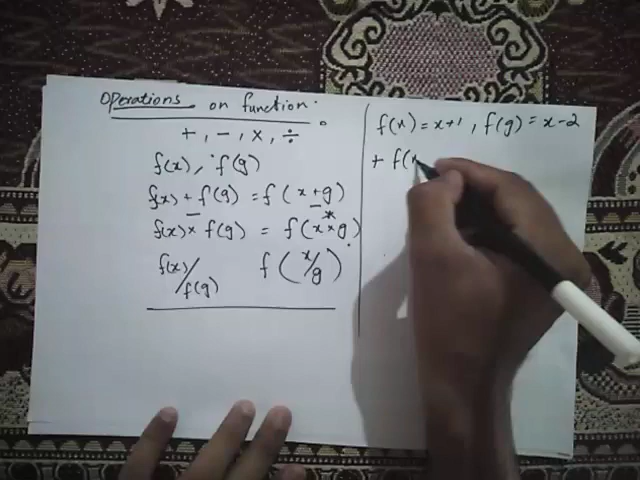 Operations on function.
+, -, ×, ÷
f(x), f(g)
f(x) + f(g) = f(x+g)
f(x) × f(g) = f(x×g)
f(x)/f(g) f(x/g)
f(x) = x+1, f(g) = x-2
+ f(x